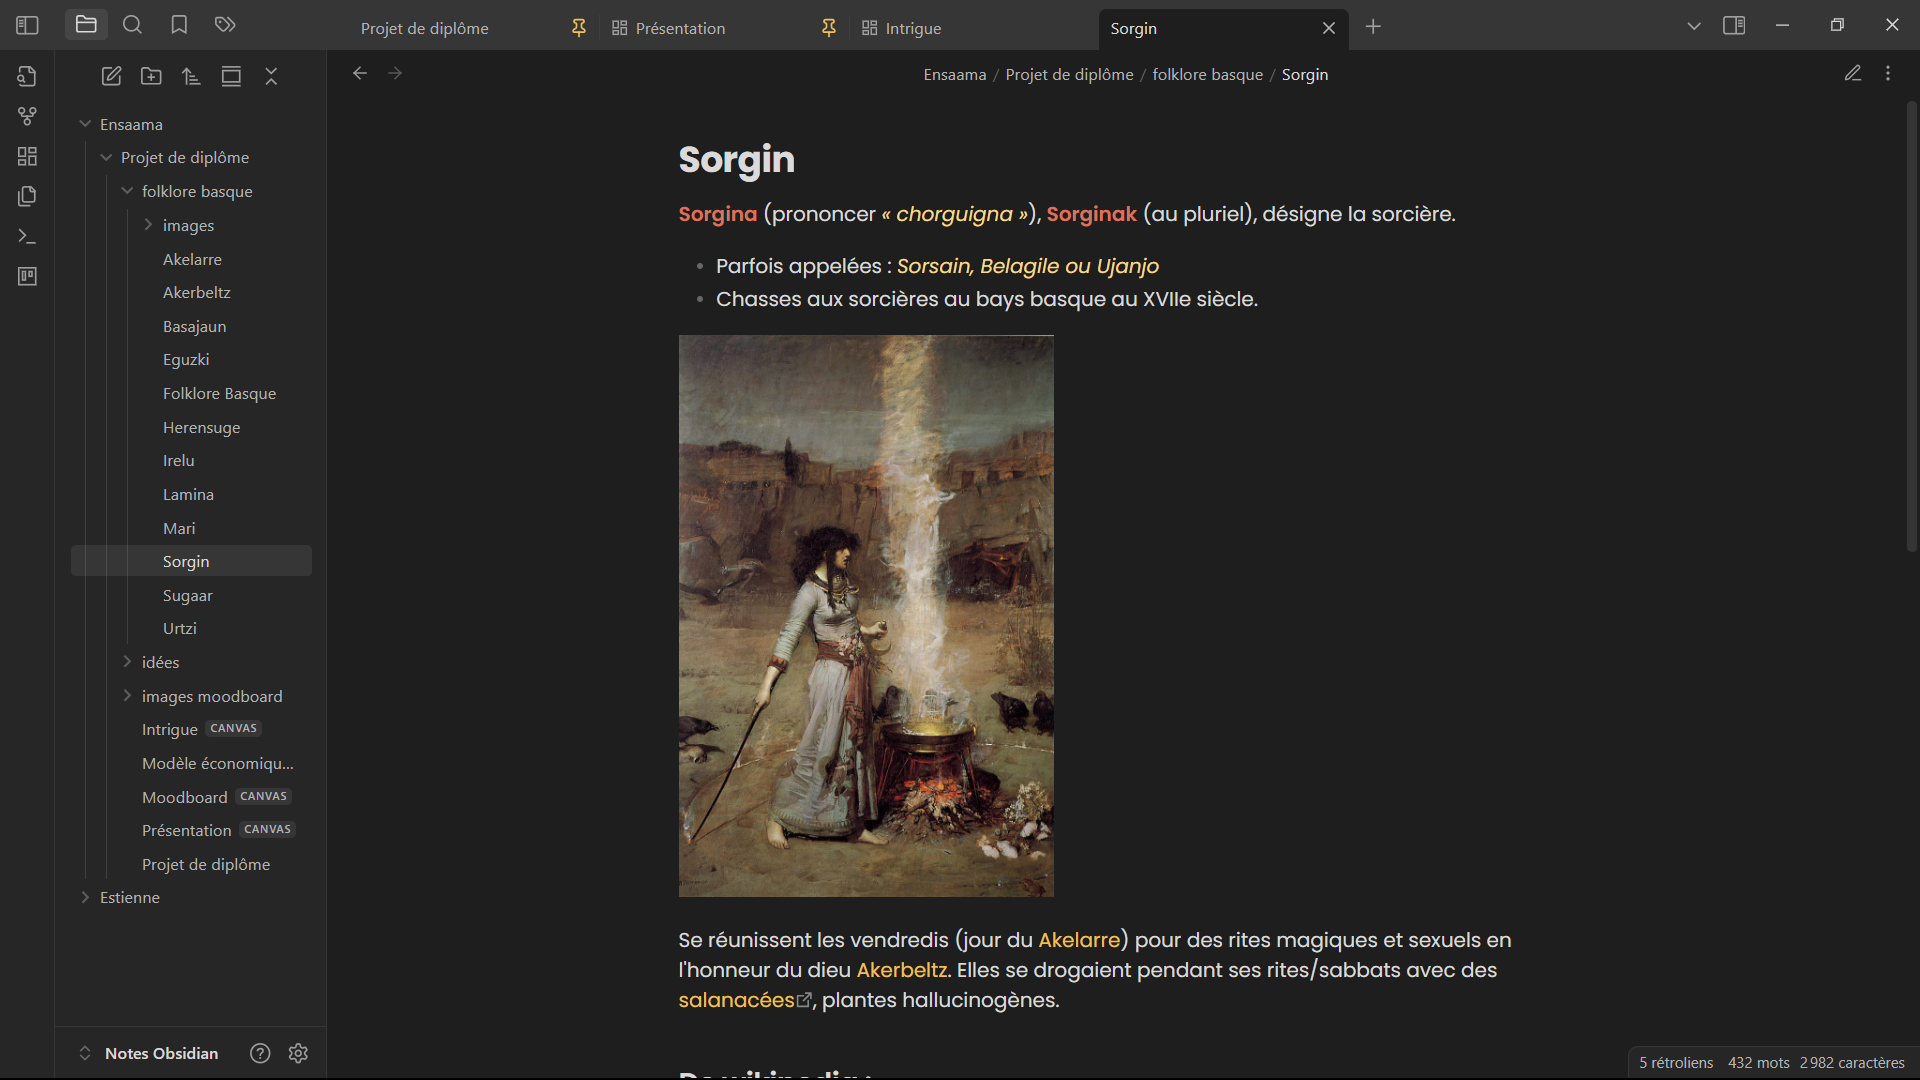 Projet de diplôme
Présentation
Intrigue
Sorgin
Ensaama / Projet de diplôme / folklore basque / Sorgin
Ensaama
Projet de diplôme
folklore basque
images
Akelarre
Akerbeltz
Basajaun
Eguzki
Folklore Basque
Herensuge
Irelu
Lamina
Mari
Sorgin
Sugaar
Urtzi
idées
images moodboard
Intrigue CANVAS
Modèle économiqu...
Moodboard CANVAS
Présentation CANVAS
Projet de diplôme
Estienne
Notes Obsidian
Sorgin
Sorgina (prononcer « chorguigna »), Sorginak (au pluriel), désigne la sorcière.
Parfois appelées : Sorsain, Belagile ou Ujanjo
Chasses aux sorcières au bays basque au XVIIe siècle.
Se réunissent les vendredis (jour du Akelarre) pour des rites magiques et sexuels en
l'honneur du dieu Akerbeltz. Elles se drogaient pendant ses rites/sabbats avec des
salanacées, plantes hallucinogènes.
De wikipedia :
5 rétroliens 432 mots 2 982 caractères